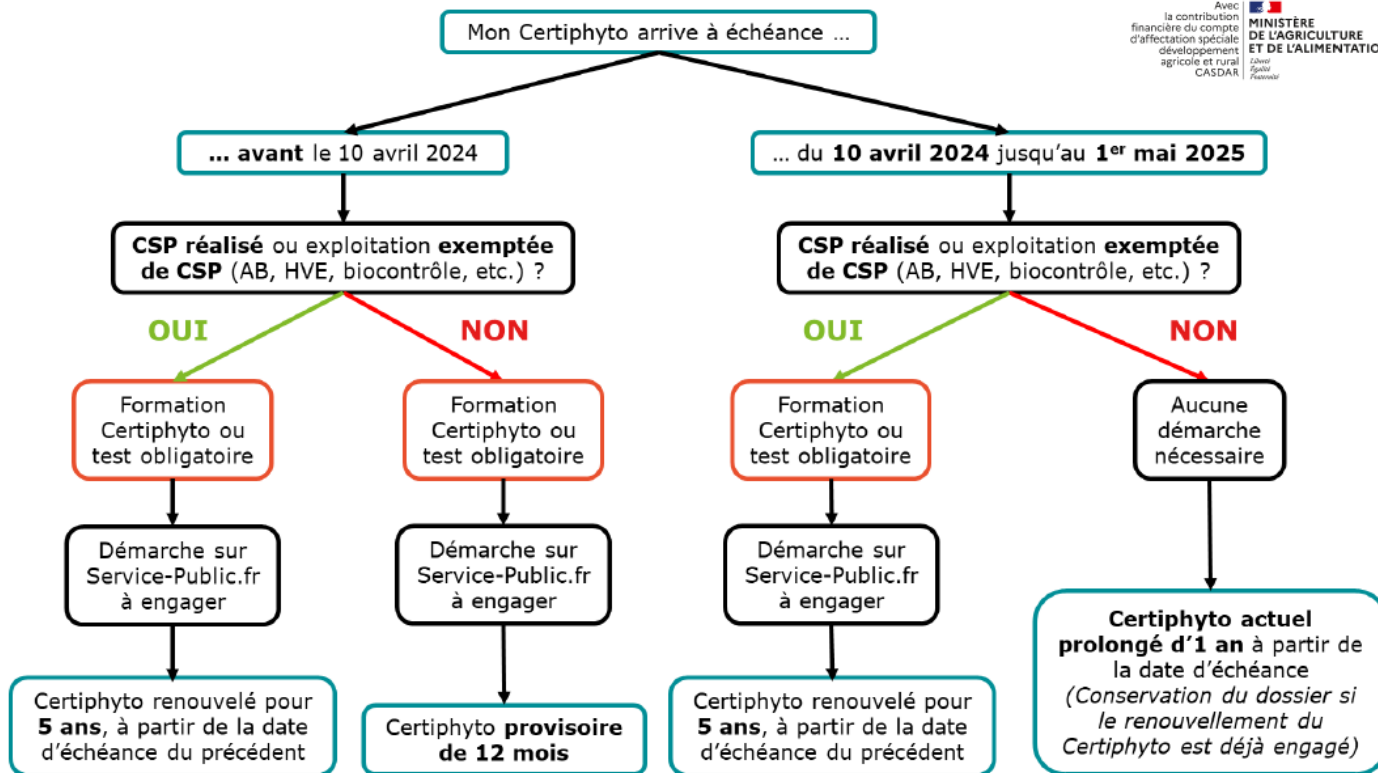 Avec
la contribution
financière du compte
d'affectation spéciale
développement
agricole et rural
CASDAR
MINISTÈRE
DE L'AGRICULTURE
ET DE L'ALIMENTATIO
Liberté
Égalité
Fraternité
Mon Certiphyto arrive à échéance ...
... avant le 10 avril 2024
... du 10 avril 2024 jusqu'au 1er mai 2025
CSP réalisé ou exploitation exemptée
de CSP (AB, HVE, biocontrôle, etc.) ?
CSP réalisé ou exploitation exemptée
de CSP (AB, HVE, biocontrôle, etc.) ?
OUI
NON
OUI
NON
Formation
Certiphyto ou
test obligatoire
Formation
Certiphyto ou
test obligatoire
Formation
Certiphyto ou
test obligatoire
Aucune
démarche
nécessaire
Démarche sur
Service-Public.fr
à engager
Démarche sur
Service-Public.fr
à engager
Démarche sur
Service-Public.fr
à engager
Certiphyto renouvelé pour
5 ans, à partir de la date
d'échéance du précédent
Certiphyto provisoire
de 12 mois
Certiphyto renouvelé pour
5 ans, à partir de la date
d'échéance du précédent
Certiphyto actuel
prolongé d'1 an à partir de
la date d'échéance
(Conservation du dossier si
le renouvellement du
Certiphyto est déjà engagé)